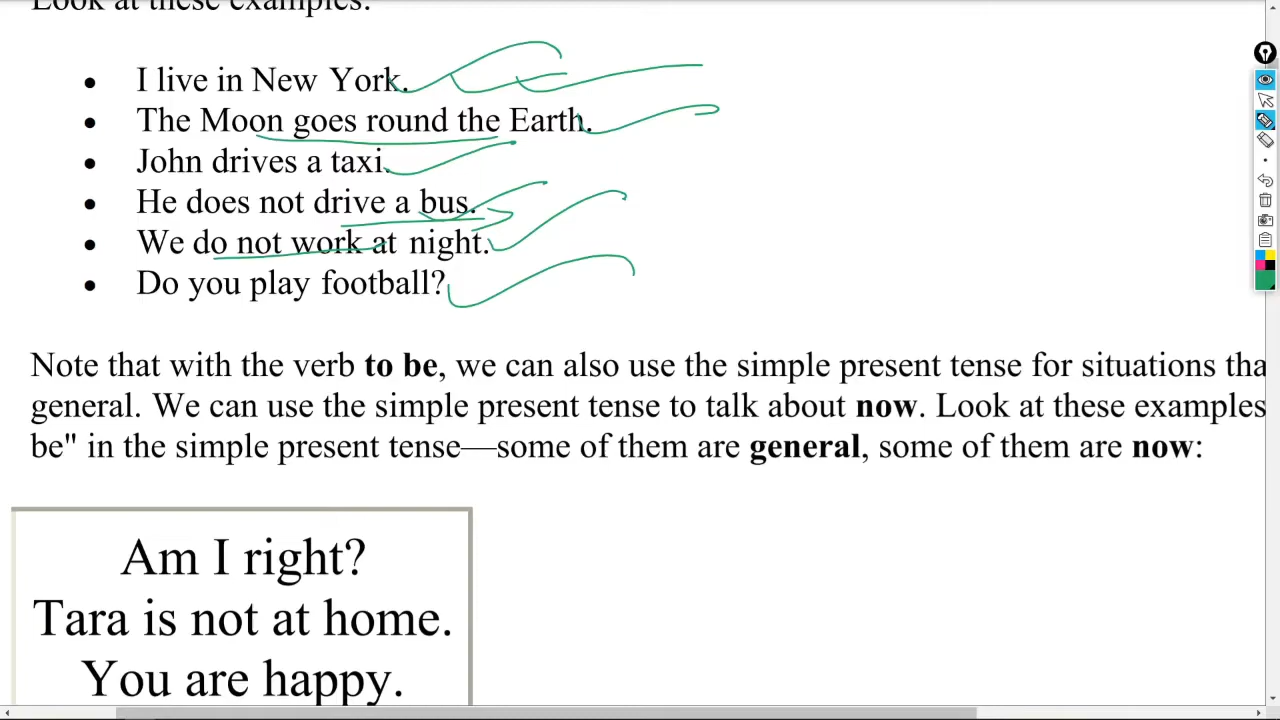 Look at these examples:
• I live in New York.
• The Moon goes round the Earth.
• John drives a taxi.
• He does not drive a bus.
• We do not work at night.
• Do you play football?
Note that with the verb to be, we can also use the simple present tense for situations tha
general. We can use the simple present tense to talk about now. Look at these examples
be" in the simple present tense—some of them are general, some of them are now:
Am I right?
Tara is not at home.
You are happy.